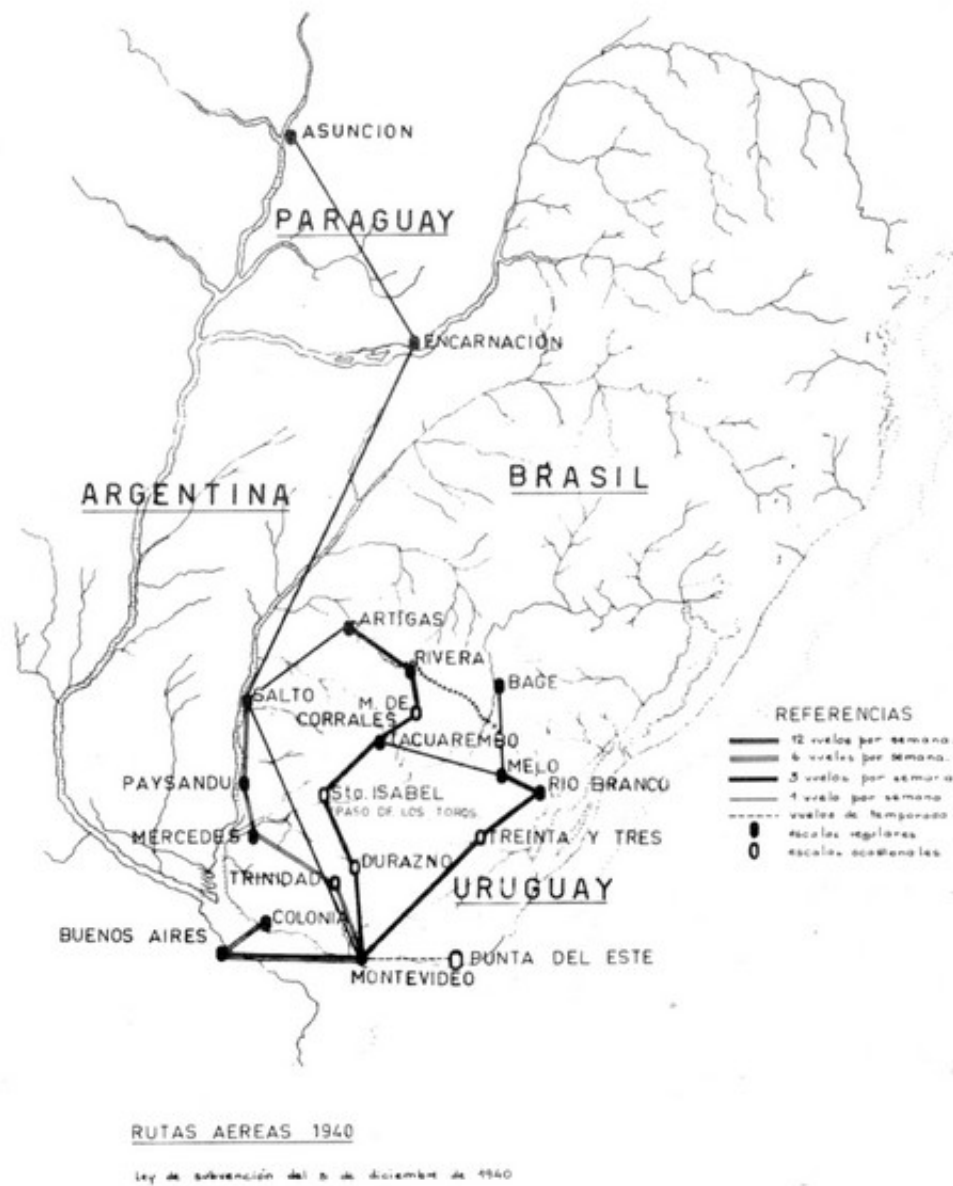 ASUNCION
PARAGUAY
ENCARNACIÓN
BRASIL
ARGENTINA
ARTIGAS
RIVERA
BAGE
SALTO
M. DE
CORRALES
TACUAREMBO
REFERENCIAS
12 vuelos por semana.
6 vuelos por semana.
3 vuelos por semana
1 vuelo por semana
vuelos de temporada
escalas regulares
escalas ocasionales
MELO
RIO BRANCO
PAYSANDU
Sta. ISABEL
(PASO DE LOS TOROS)
MERCEDES
TREINTA Y TRES
DURAZNO
TRINIDAD
URUGUAY
COLONIA
BUENOS AIRES
PUNTA DEL ESTE
MONTEVIDEO
RUTAS AEREAS 1940
Ley de subvención del 5 de diciembre de 1940